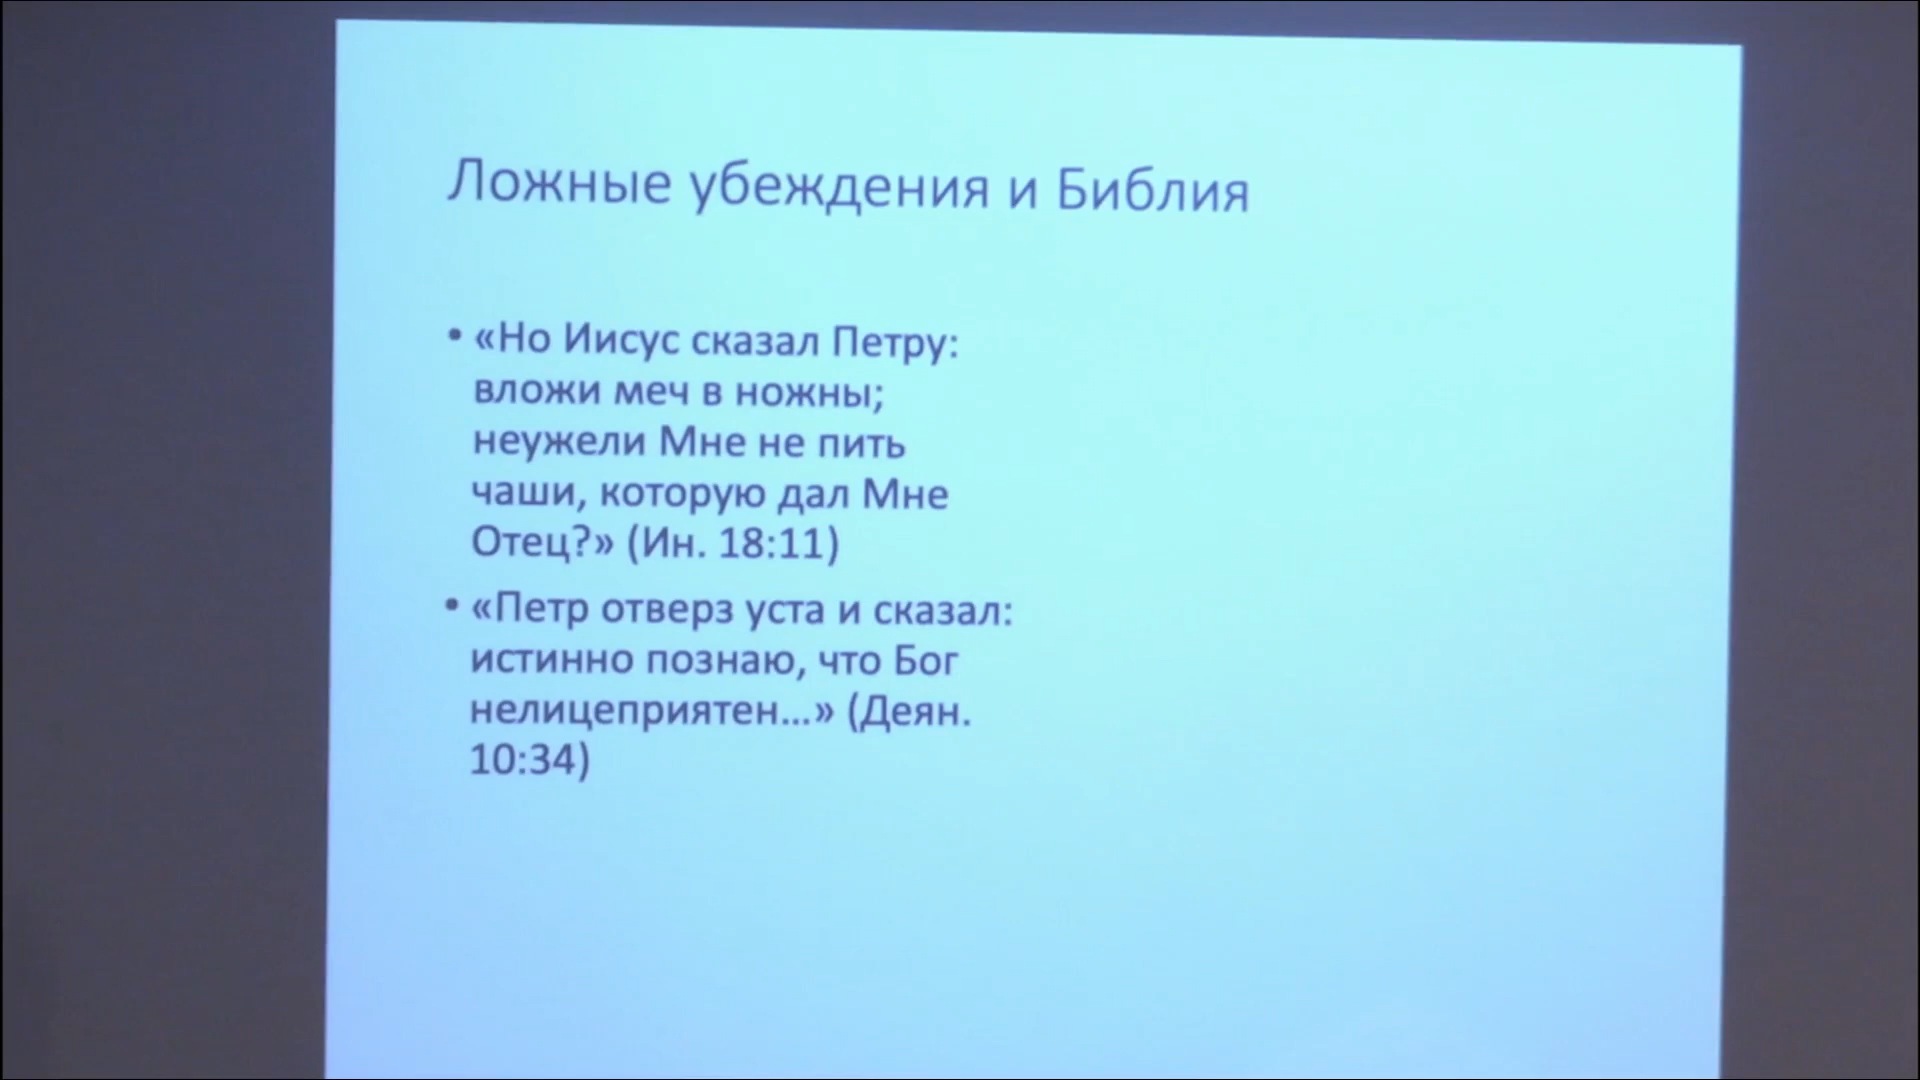 Ложные убеждения и Библия
• «Но Иисус сказал Петру:
вложи меч в ножны;
неужели Мне не пить
чаши, которую дал Мне
Отец?» (Ин. 18:11)
• «Петр отверз уста и сказал:
истинно познаю, что Бог
нелицеприятен...» (Деян.
10:34)